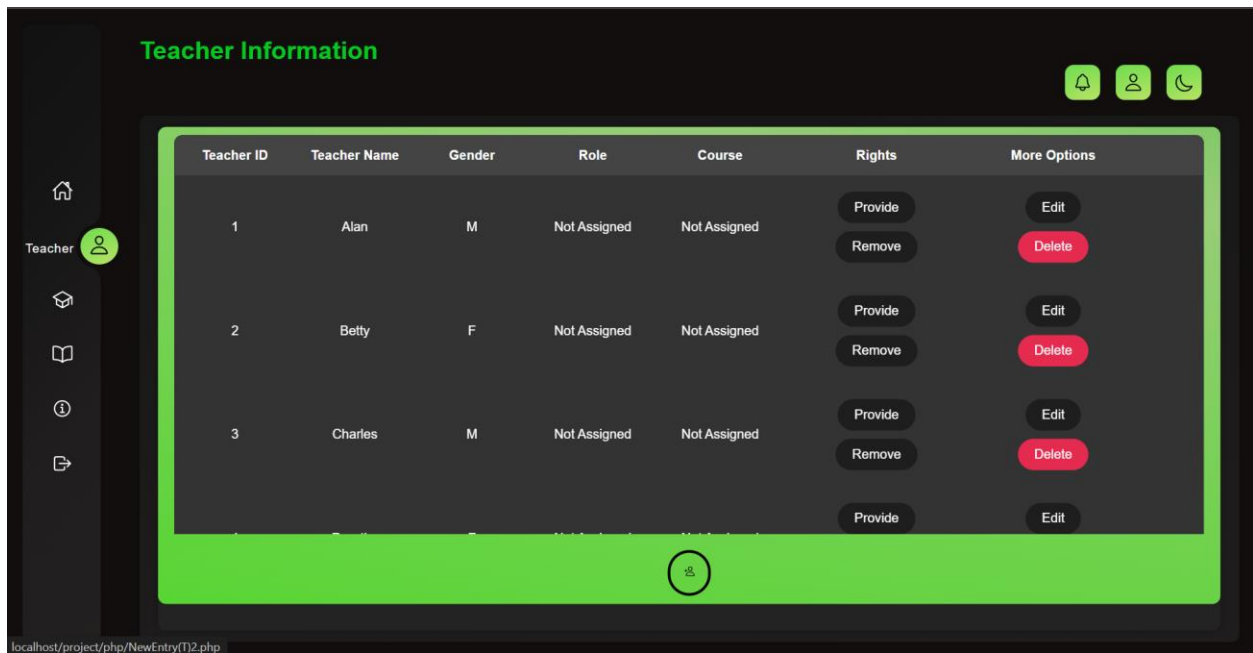 Teacher Information
Teacher ID Teacher Name Gender Role Course Rights More Options
Provide Edit
1 Alan M Not Assigned Not Assigned
Remove Delete
Teacher
Provide Edit
2 Betty F Not Assigned Not Assigned
Remove Delete
Provide Edit
3 Charles M Not Assigned Not Assigned
Remove Delete
Provide Edit
localhost/project/php/NewEntry(T)2.php